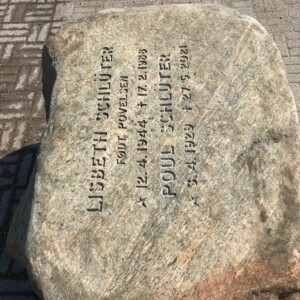 LISBETH SCHLÜTER
FØDT POVELSEN
★ 12.4.1944 ✝ 17.2.1988
POUL SCHLÜTER
★ 3.4.1929 ✝ 27.5.2021